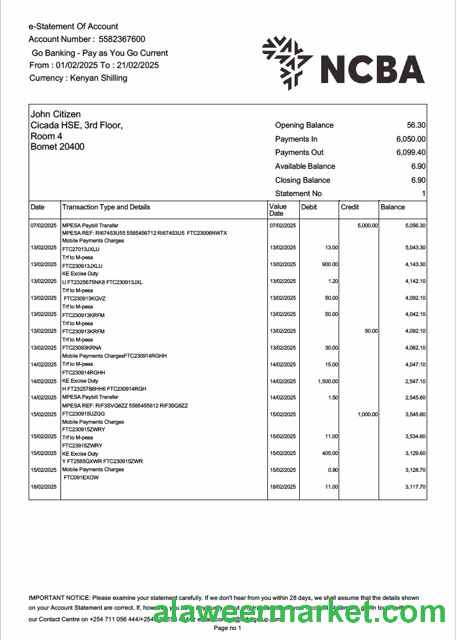 e-Statement Of Account
Account Number : 5582367600
Go Banking - Pay as You Go Current
From : 01/02/2025 To : 21/02/2025
Currency : Kenyan Shilling
NCBA
John Citizen
Cicada HSE, 3rd Floor,
Room 4
Bomet 20400
Opening Balance 56.30
Payments In 6,050.00
Payments Out 6,099.40
Available Balance 6.90
Closing Balance 6.90
Statement No 1
Date Transaction Type and Details Value Date Debit Credit Balance
07/02/2025 MPESA Paybill Transfer 07/02/2025 5,000.00 5,056.30
MPESA REF: RI67453U55 5585456712 RI67453U5 FTC23006NWTX
Mobile Payments Charges
13/02/2025 FTC27013JXLU 13/02/2025 13.00 5,043.30
Trf to M-pesa
13/02/2025 FTC230913JXLU 13/02/2025 900.00 4,143.30
KE Excise Duty
13/02/2025 U FT2325675NK8 FTC230913JXL 13/02/2025 1.20 4,142.10
Trf to M-pesa
13/02/2025 FTC230913KGVZ 13/02/2025 50.00 4,092.10
Trf to M-pesa
13/02/2025 FTC230913KRFM 13/02/2025 50.00 4,042.10
Trf to M-pesa
13/02/2025 FTC230913KRFM 13/02/2025 50.00 4,092.10
Trf to M-pesa
13/02/2025 FTC23093KRNA 13/02/2025 30.00 4,062.10
Mobile Payments ChargesFTC230914RGHH
14/02/2025 Trf to M-pesa 14/02/2025 15.00 4,047.10
FTC230914RGHH
14/02/2025 KE Excise Duty 14/02/2025 1,500.00 2,547.10
H FT23257B6HH6 FTC230914RGH
14/02/2025 MPESA Paybill Transfer 14/02/2025 1.50 2,545.60
MPESA REF: RIF3SVQ6ZZ 5585455812 RIF3SQ6ZZ
15/02/2025 FTC230915UZGG 15/02/2025 1,000.00 3,545.60
Mobile Payments Charges
FTC230915ZWRY
15/02/2025 Trf to M-pesa 15/02/2025 11.00 3,534.60
FTC23915ZWRY
15/02/2025 KE Excise Duty 15/02/2025 405.00 3,129.60
Y FT2583QXWR FTC230915ZWR
15/02/2025 Mobile Payments Charges 15/02/2025 0.90 3,128.70
FTC091EXGW
18/02/2025 18/02/2025 11.00 3,117.70
IMPORTANT NOTICE: Please examine your statement carefully. If we don't hear from you within 28 days, we shall assume that the details shown
on your Account Statement are correct. If, however,
our Contact Centre on +254 711 056 444/+254
alaweermarket.com
Page no 1